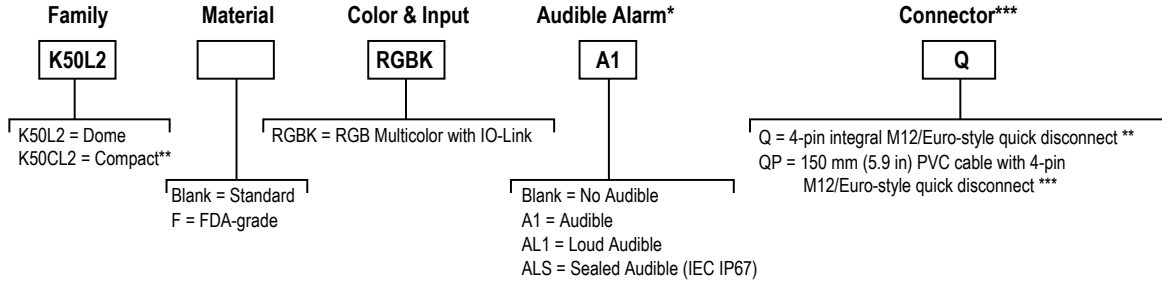 Family Material Color & Input Audible Alarm* Connector***
K50L2 RGBK A1 Q
K50L2 = Dome
K50CL2 = Compact**
Blank = Standard
F = FDA-grade
RGBK = RGB Multicolor with IO-Link
Blank = No Audible
A1 = Audible
AL1 = Loud Audible
ALS = Sealed Audible (IEC IP67)
Q = 4-pin integral M12/Euro-style quick disconnect **
QP = 150 mm (5.9 in) PVC cable with 4-pin
M12/Euro-style quick disconnect ***